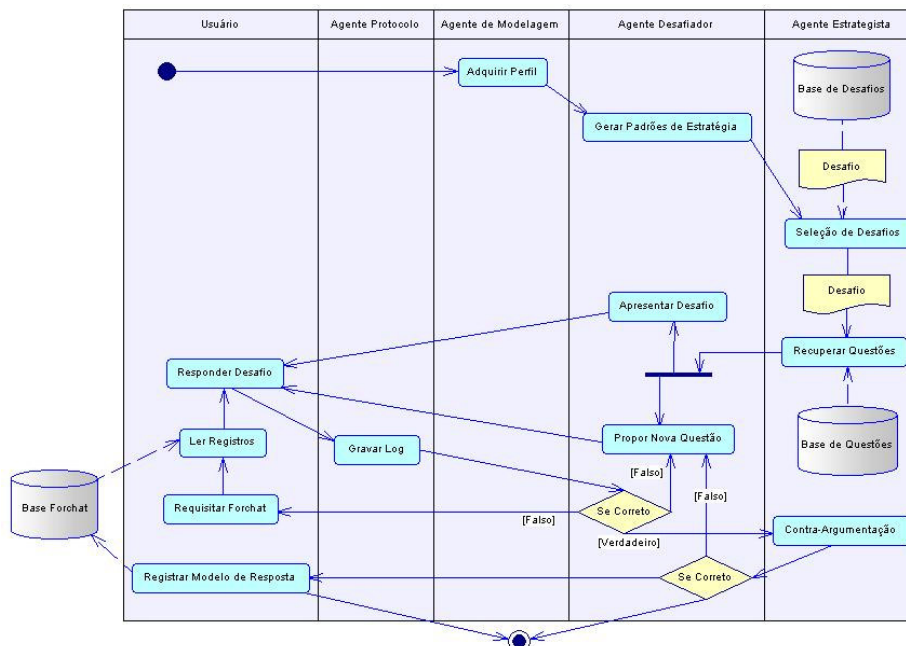 Usuário
Agente Protocolo
Agente de Modelagem
Agente Desafiador
Agente Estrategista
Adquirir Perfil
Base de Desafios
Gerar Padrões de Estratégia
Desafio
Seleção de Desafios
Desafio
Apresentar Desafio
Recuperar Questões
Responder Desafio
Ler Registros
Gravar Log
Propor Nova Questão
Base de Questões
[Falso]
[Falso]
Base Forchat
Requisitar Forchat
[Falso]
Se Correto
[Verdadeiro]
Contra-Argumentação
Registrar Modelo de Resposta
Se Correto